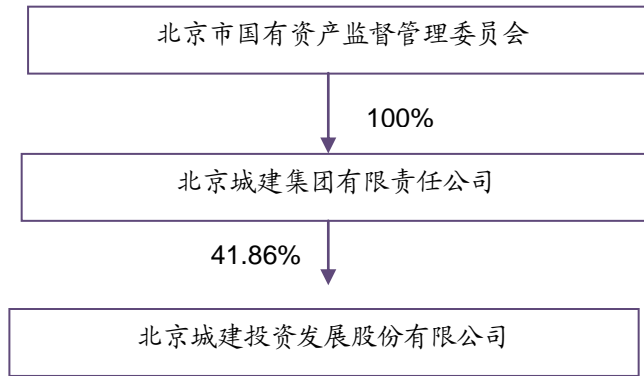 北京市国有资产监督管理委员会
100%
北京城建集团有限责任公司
41.86%
北京城建投资发展股份有限公司